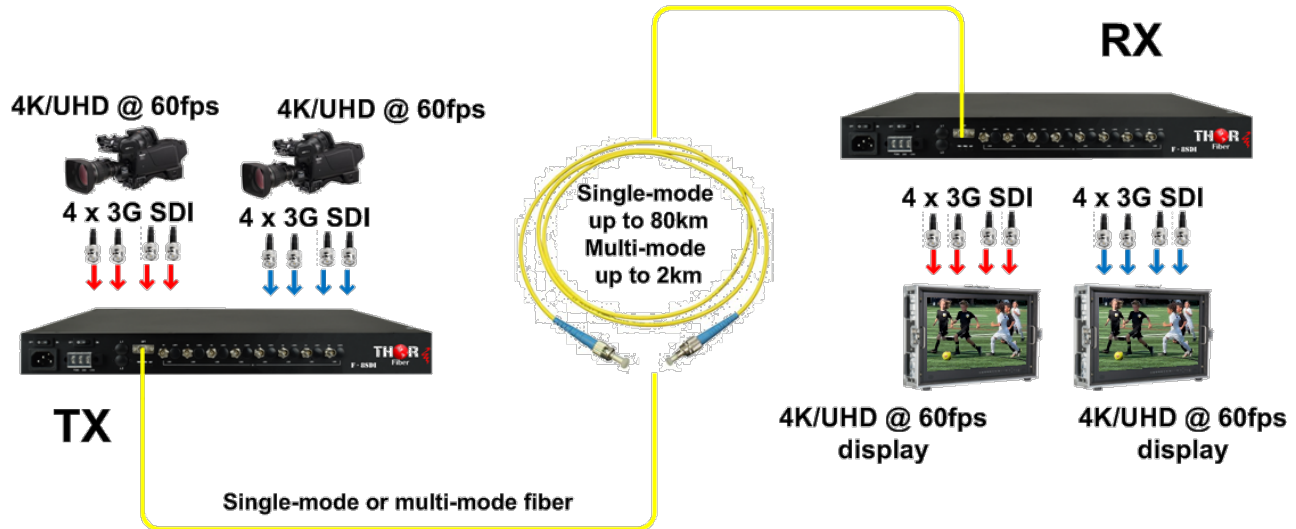 RX
4K/UHD @ 60fps
4K/UHD @ 60fps
4 x 3G SDI
4 x 3G SDI
Single-mode
up to 80km
Multi-mode
up to 2km
THOR
Fiber
F-8SDI
4 x 3G SDI
4 x 3G SDI
THOR
Fiber
F-8SDI
TX
4K/UHD @ 60fps
display
4K/UHD @ 60fps
display
Single-mode or multi-mode fiber